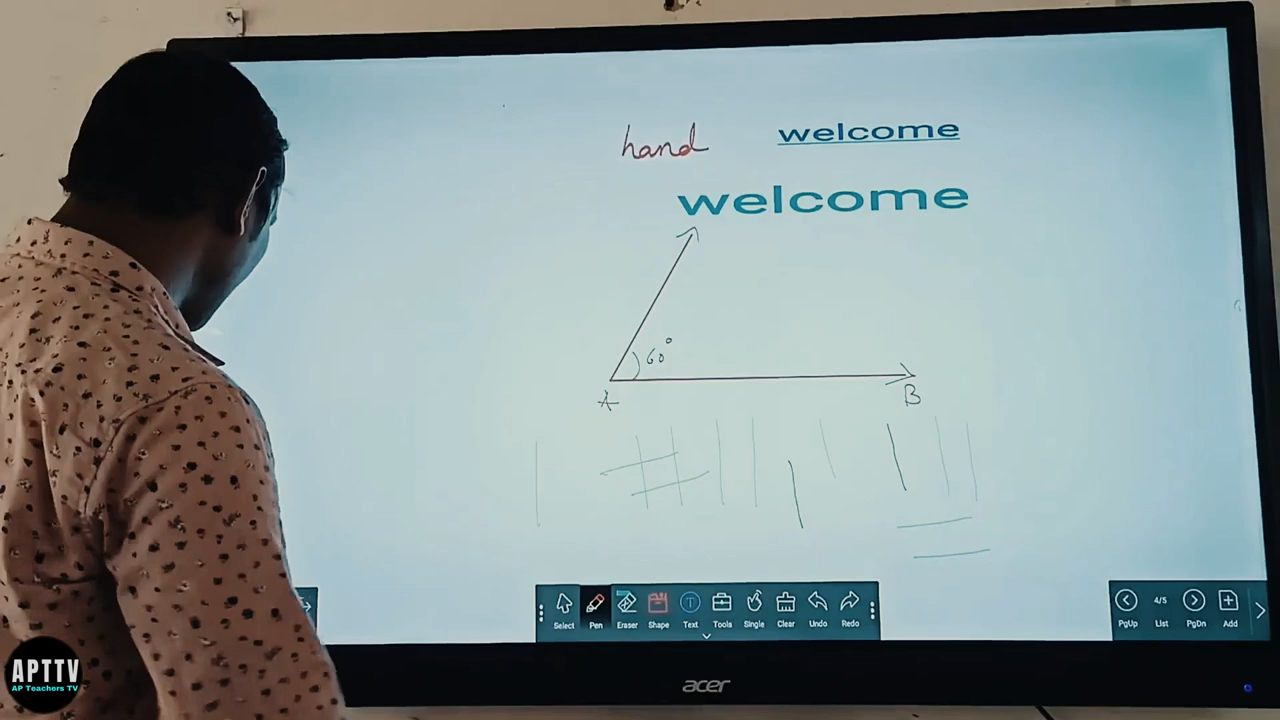 hand welcome
welcome
60°
A B
Select Pen Eraser Shape Text Tools Single Clear Undo Redo
4/5
PgUp List PgDn Add
acer
APTTV
AP Teachers TV